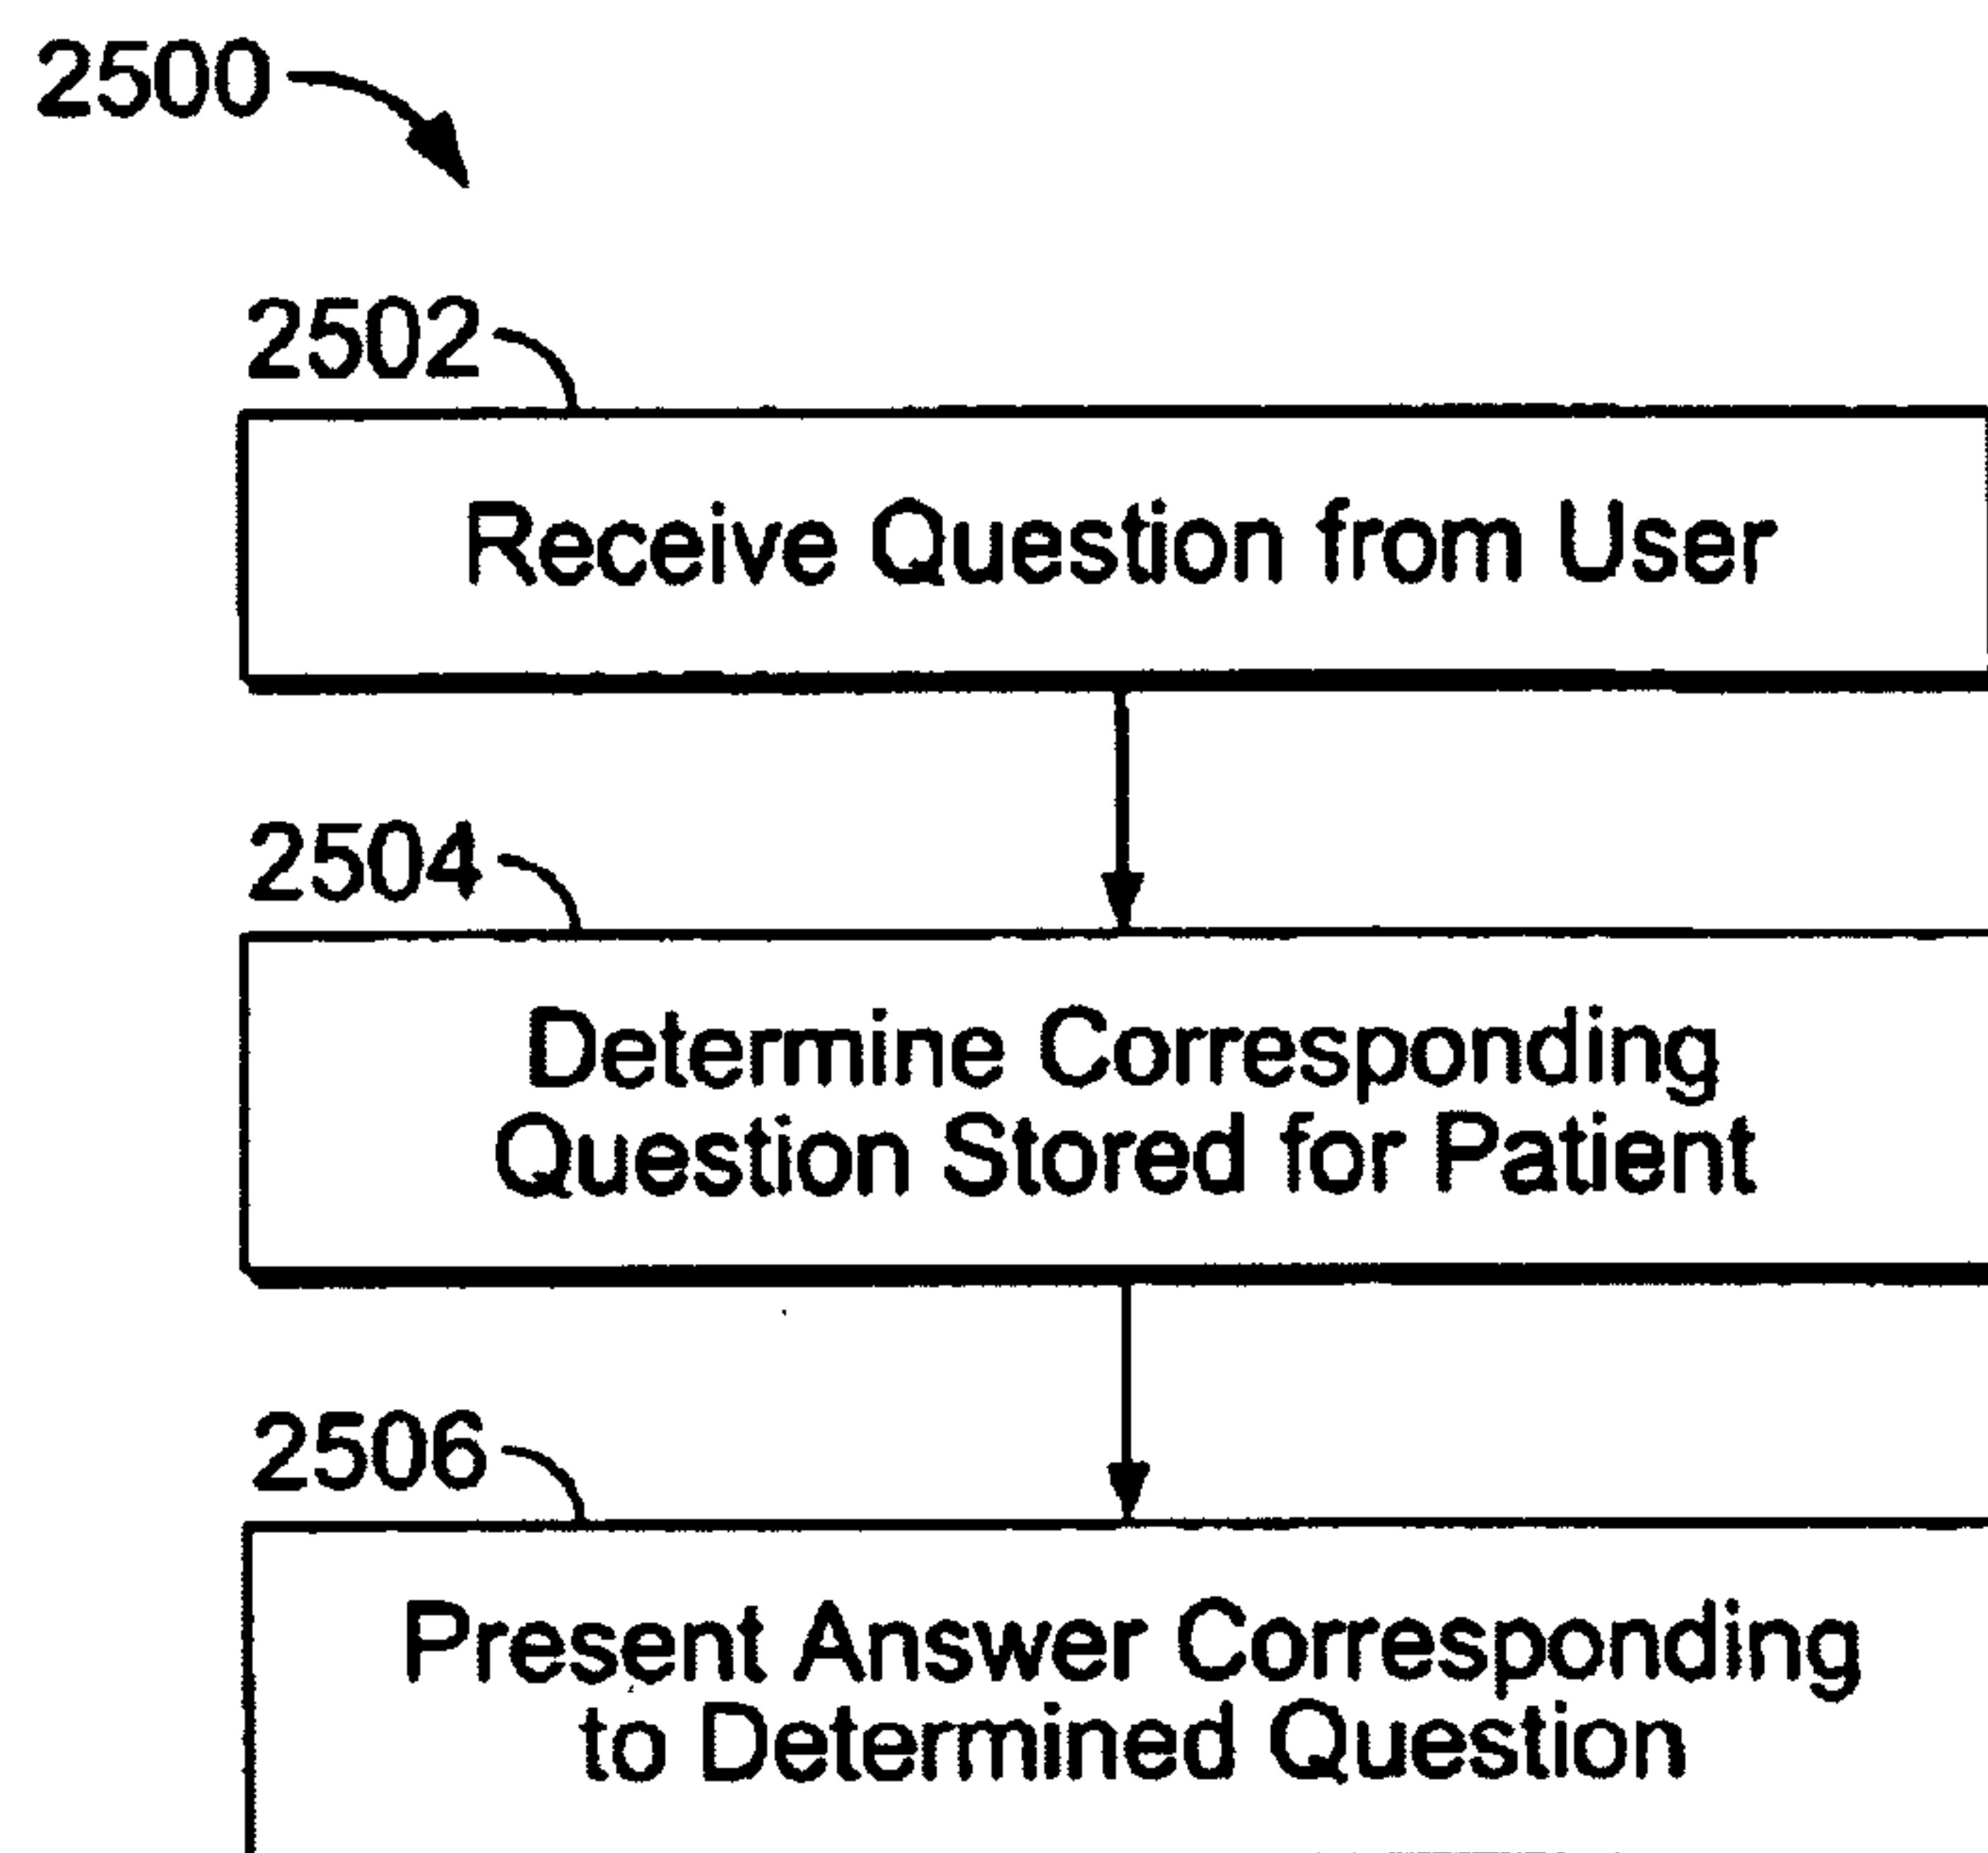 2500
2502
Receive Question from User
2504
Determine Corresponding
Question Stored for Patient
2506
Present Answer Corresponding
to Determined Question